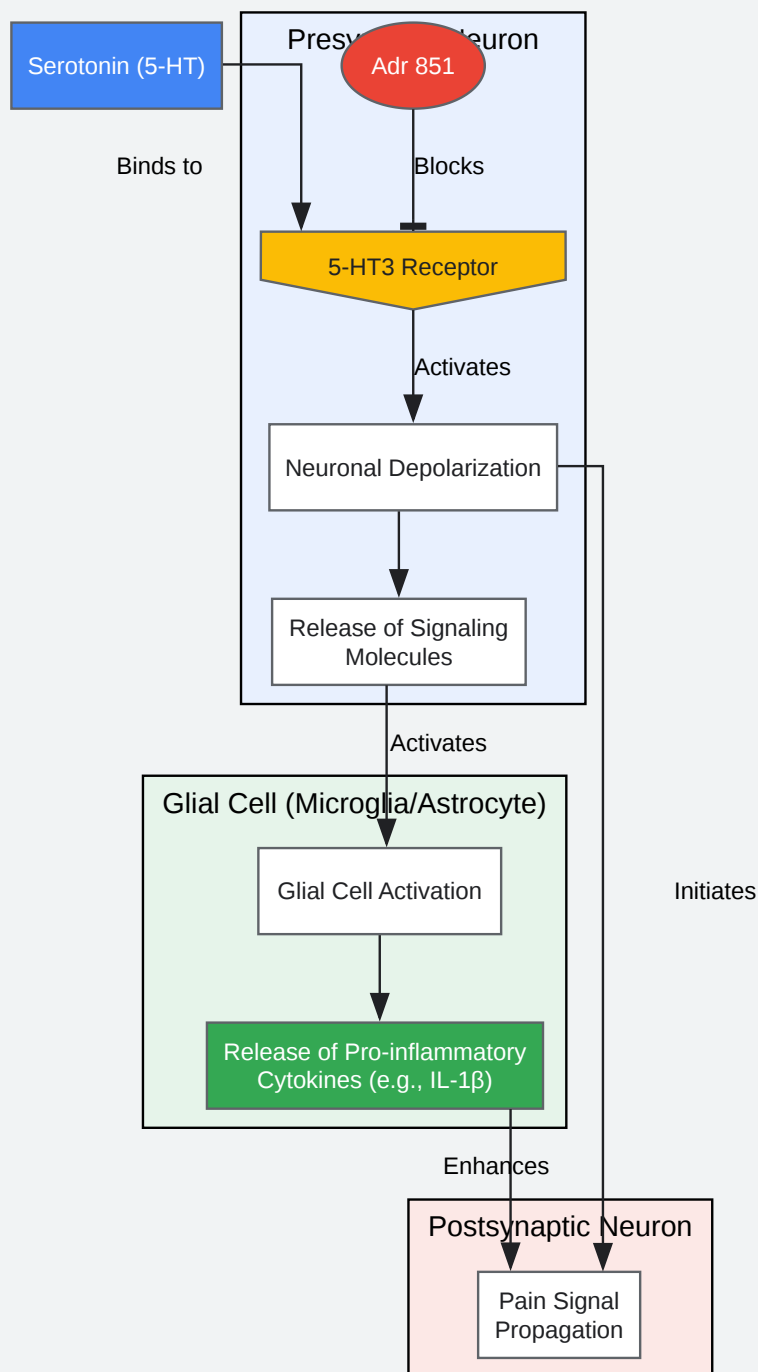 Serotonin (5-HT)
Adr 851
Binds to
Blocks
5-HT3 Receptor
Activates
Neuronal Depolarization
Release of Signaling
Molecules
Activates
Glial Cell (Microglia/Astrocyte)
Glial Cell Activation
Initiates
Release of Pro-inflammatory
Cytokines (e.g., IL-1β)
Enhances
Postsynaptic Neuron
Pain Signal
Propagation